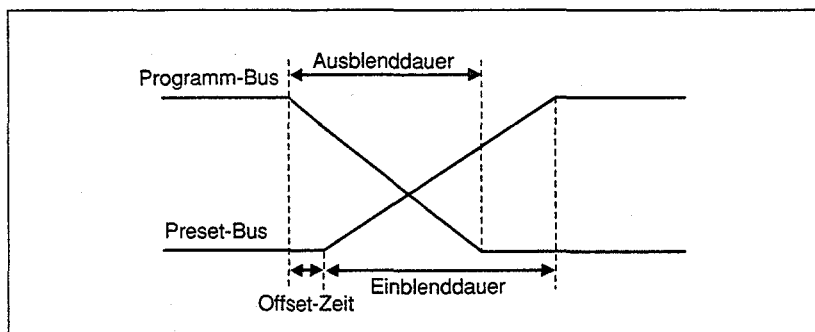 Ausblenddauer
Programm-Bus
Preset-Bus
Einblenddauer
Offset-Zeit